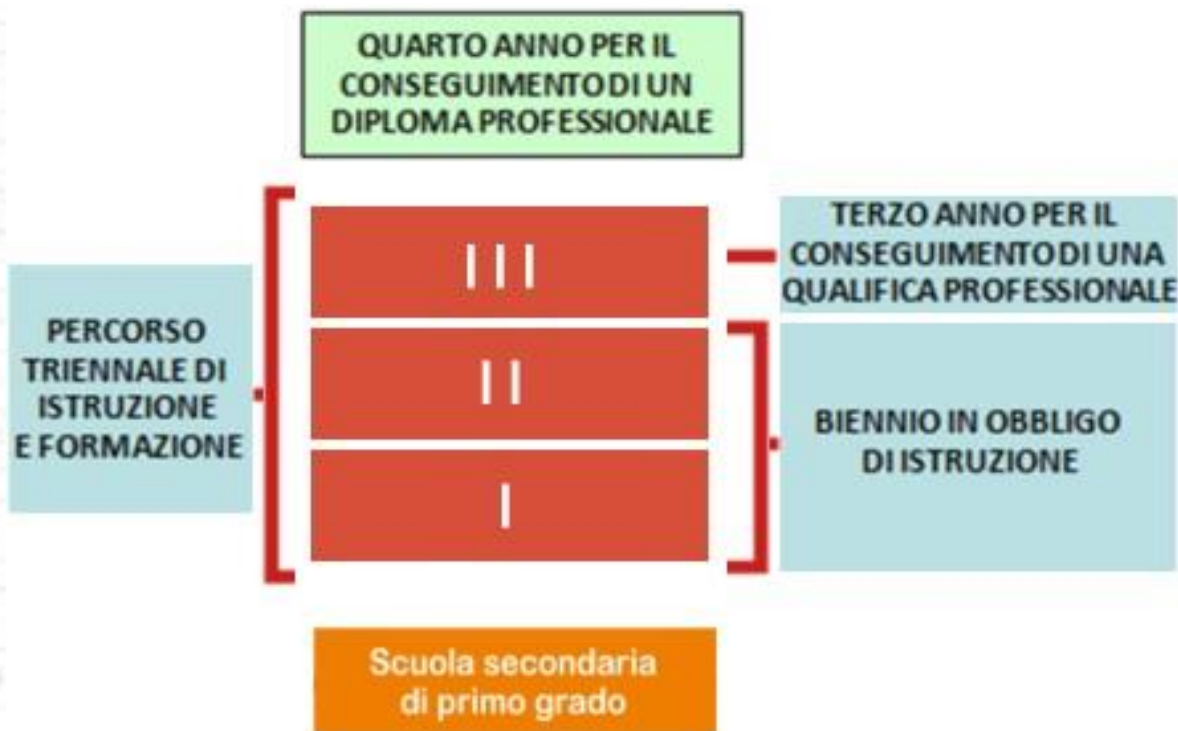 QUARTO ANNO PER IL
CONSEGUIMENTO DI UN
DIPLOMA PROFESSIONALE
PERCORSO
TRIENNALE DI
ISTRUZIONE
E FORMAZIONE
III
II
I
TERZO ANNO PER IL
CONSEGUIMENTO DI UNA
QUALIFICA PROFESSIONALE
BIENNIO IN OBBLIGO
DI ISTRUZIONE
Scuola secondaria
di primo grado